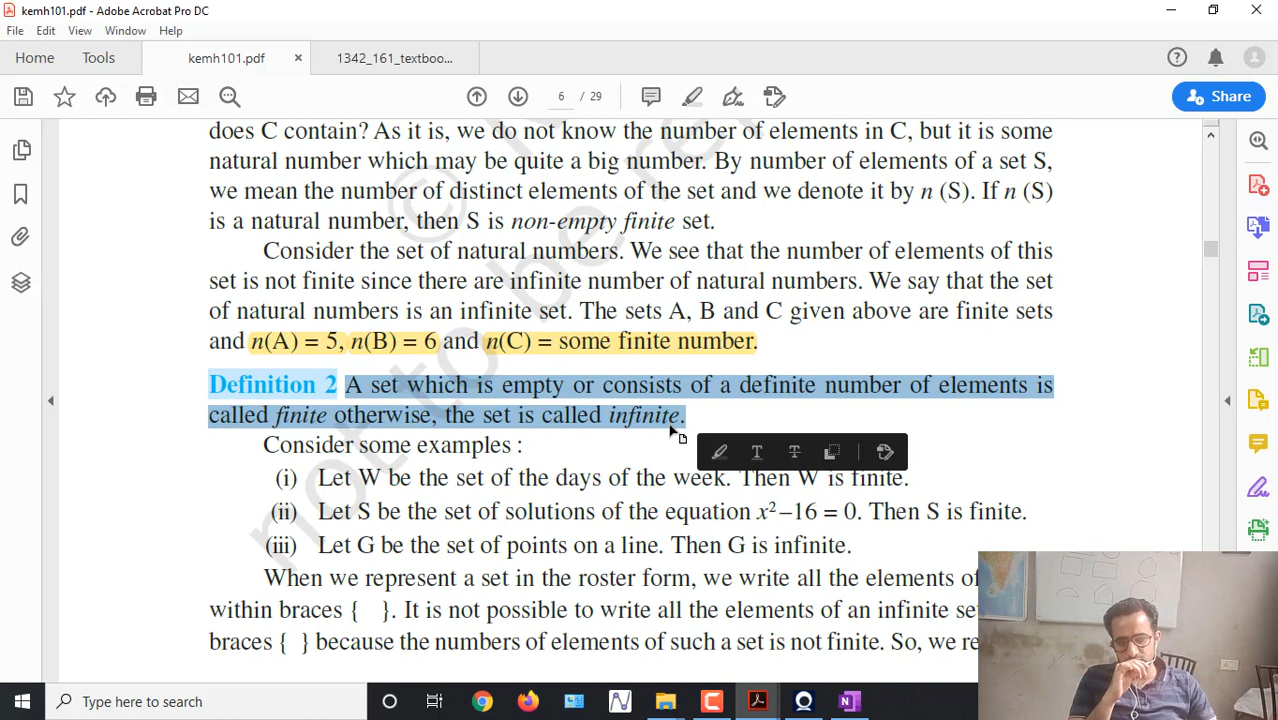 kemh101.pdf - Adobe Acrobat Pro DC
File Edit View Window Help
Home Tools kemh101.pdf × 1342_161_textboo...
6 / 29
Share
does C contain? As it is, we do not know the number of elements in C, but it is some
natural number which may be quite a big number. By number of elements of a set S,
we mean the number of distinct elements of the set and we denote it by n (S). If n (S)
is a natural number, then S is non-empty finite set.
Consider the set of natural numbers. We see that the number of elements of this
set is not finite since there are infinite number of natural numbers. We say that the set
of natural numbers is an infinite set. The sets A, B and C given above are finite sets
and n(A) = 5, n(B) = 6 and n(C) = some finite number.
Definition 2 A set which is empty or consists of a definite number of elements is
called finite otherwise, the set is called infinite.
Consider some examples :
(i) Let W be the set of the days of the week. Then W is finite.
(ii) Let S be the set of solutions of the equation x² –16 = 0. Then S is finite.
(iii) Let G be the set of points on a line. Then G is infinite.
When we represent a set in the roster form, we write all the elements of
within braces { }. It is not possible to write all the elements of an infinite set
braces { } because the numbers of elements of such a set is not finite. So, we re
©
not to be re
Type here to search